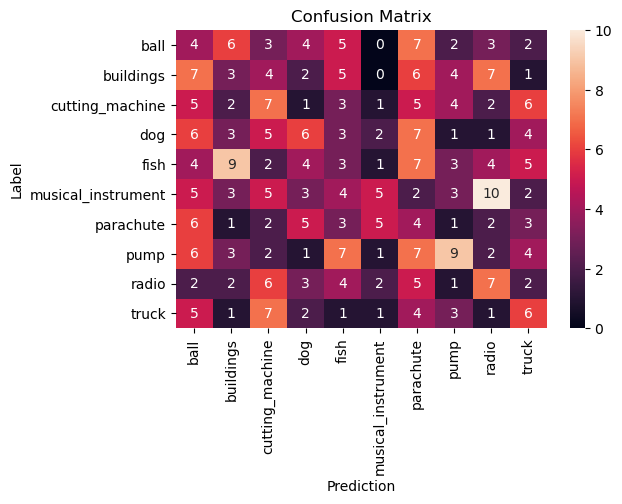 Confusion Matrix
Label
ball 4 6 3 4 5 0 7 2 3 2
buildings 7 3 4 2 5 0 6 4 7 1
cutting_machine 5 2 7 1 3 1 5 4 2 6
dog 6 3 5 6 3 2 7 1 1 4
fish 4 9 2 4 3 1 7 3 4 5
musical_instrument 5 3 5 3 4 5 2 3 10 2
parachute 6 1 2 5 3 5 4 1 2 3
pump 6 3 2 1 7 1 7 9 2 4
radio 2 2 6 3 4 2 5 1 7 2
truck 5 1 7 2 1 1 4 3 1 6
ball buildings cutting_machine dog fish musical_instrument parachute pump radio truck
Prediction
10
8
6
4
2
0